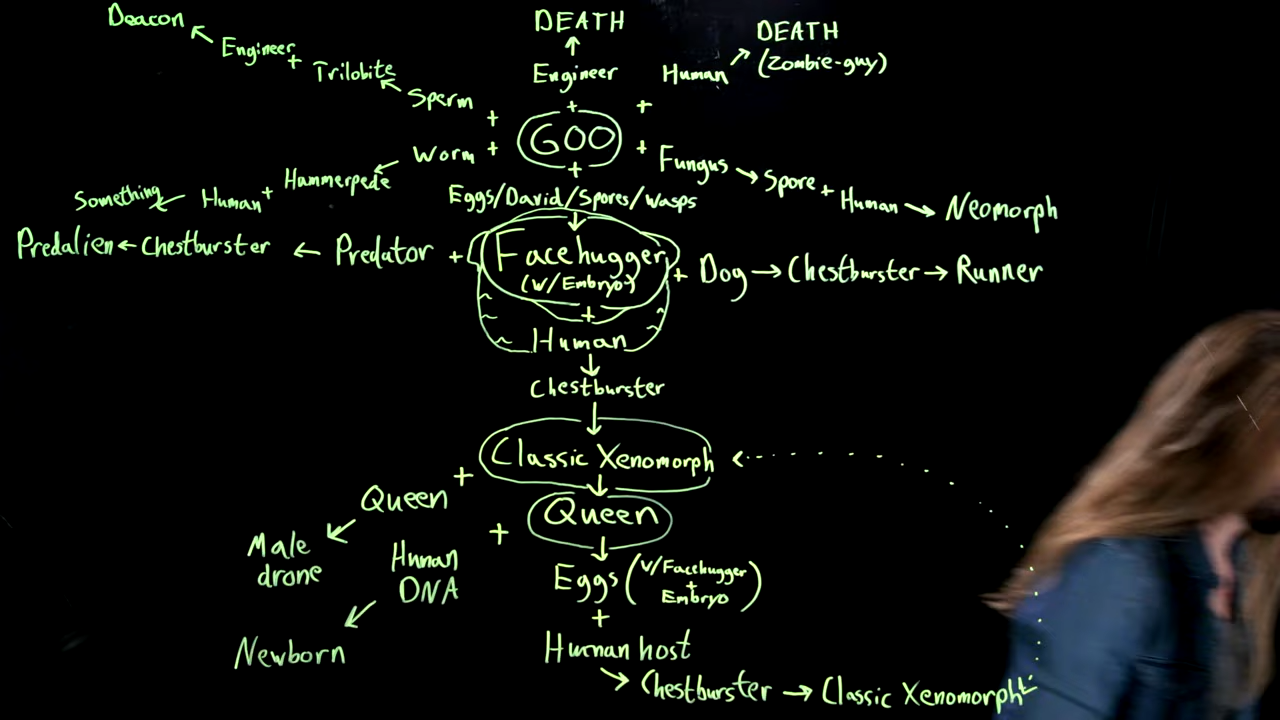 Deacon
Engineer
+
Trilobite
Sperm
+
DEATH
Engineer
+
GOO
+
Human
DEATH
(Zombie-guy)
+
Worm
+
Hammerpede
+
Human
Something
+
Fungus
Spore
+
Human
Neomorph
Eggs/David/Spores/Wasps
Predalien
Chestburster
Predator
+
Facehugger
(w/Embryo)
+
Dog
Chestburster
Runner
+
Human
Chestburster
Classic Xenomorph
+
Queen
Male
drone
Queen
+
Human
DNA
Newborn
Eggs (w/Facehugger
+
Embryo)
+
Human host
Chestburster
Classic Xenomorph